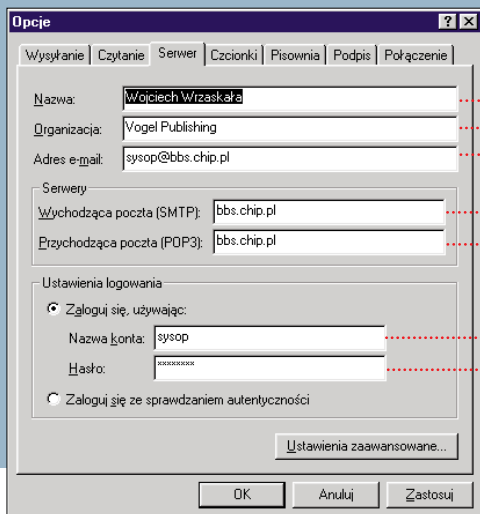 Opcje
Wysyłanie Czytanie Serwer Czcionki Pisownia Podpis Połączenie
Nazwa: Wojciech Wrzaskała
Organizacja: Vogel Publishing
Adres e-mail: sysop@bbs.chip.pl
Serwery
Wychodząca poczta (SMTP): bbs.chip.pl
Przychodząca poczta (POP3): bbs.chip.pl
Ustawienia logowania
Zaloguj się, używając:
Nazwa konta: sysop
Hasło: ********
Zaloguj się ze sprawdzaniem autentyczności
Ustawienia zaawansowane...
OK Anuluj Zastosuj